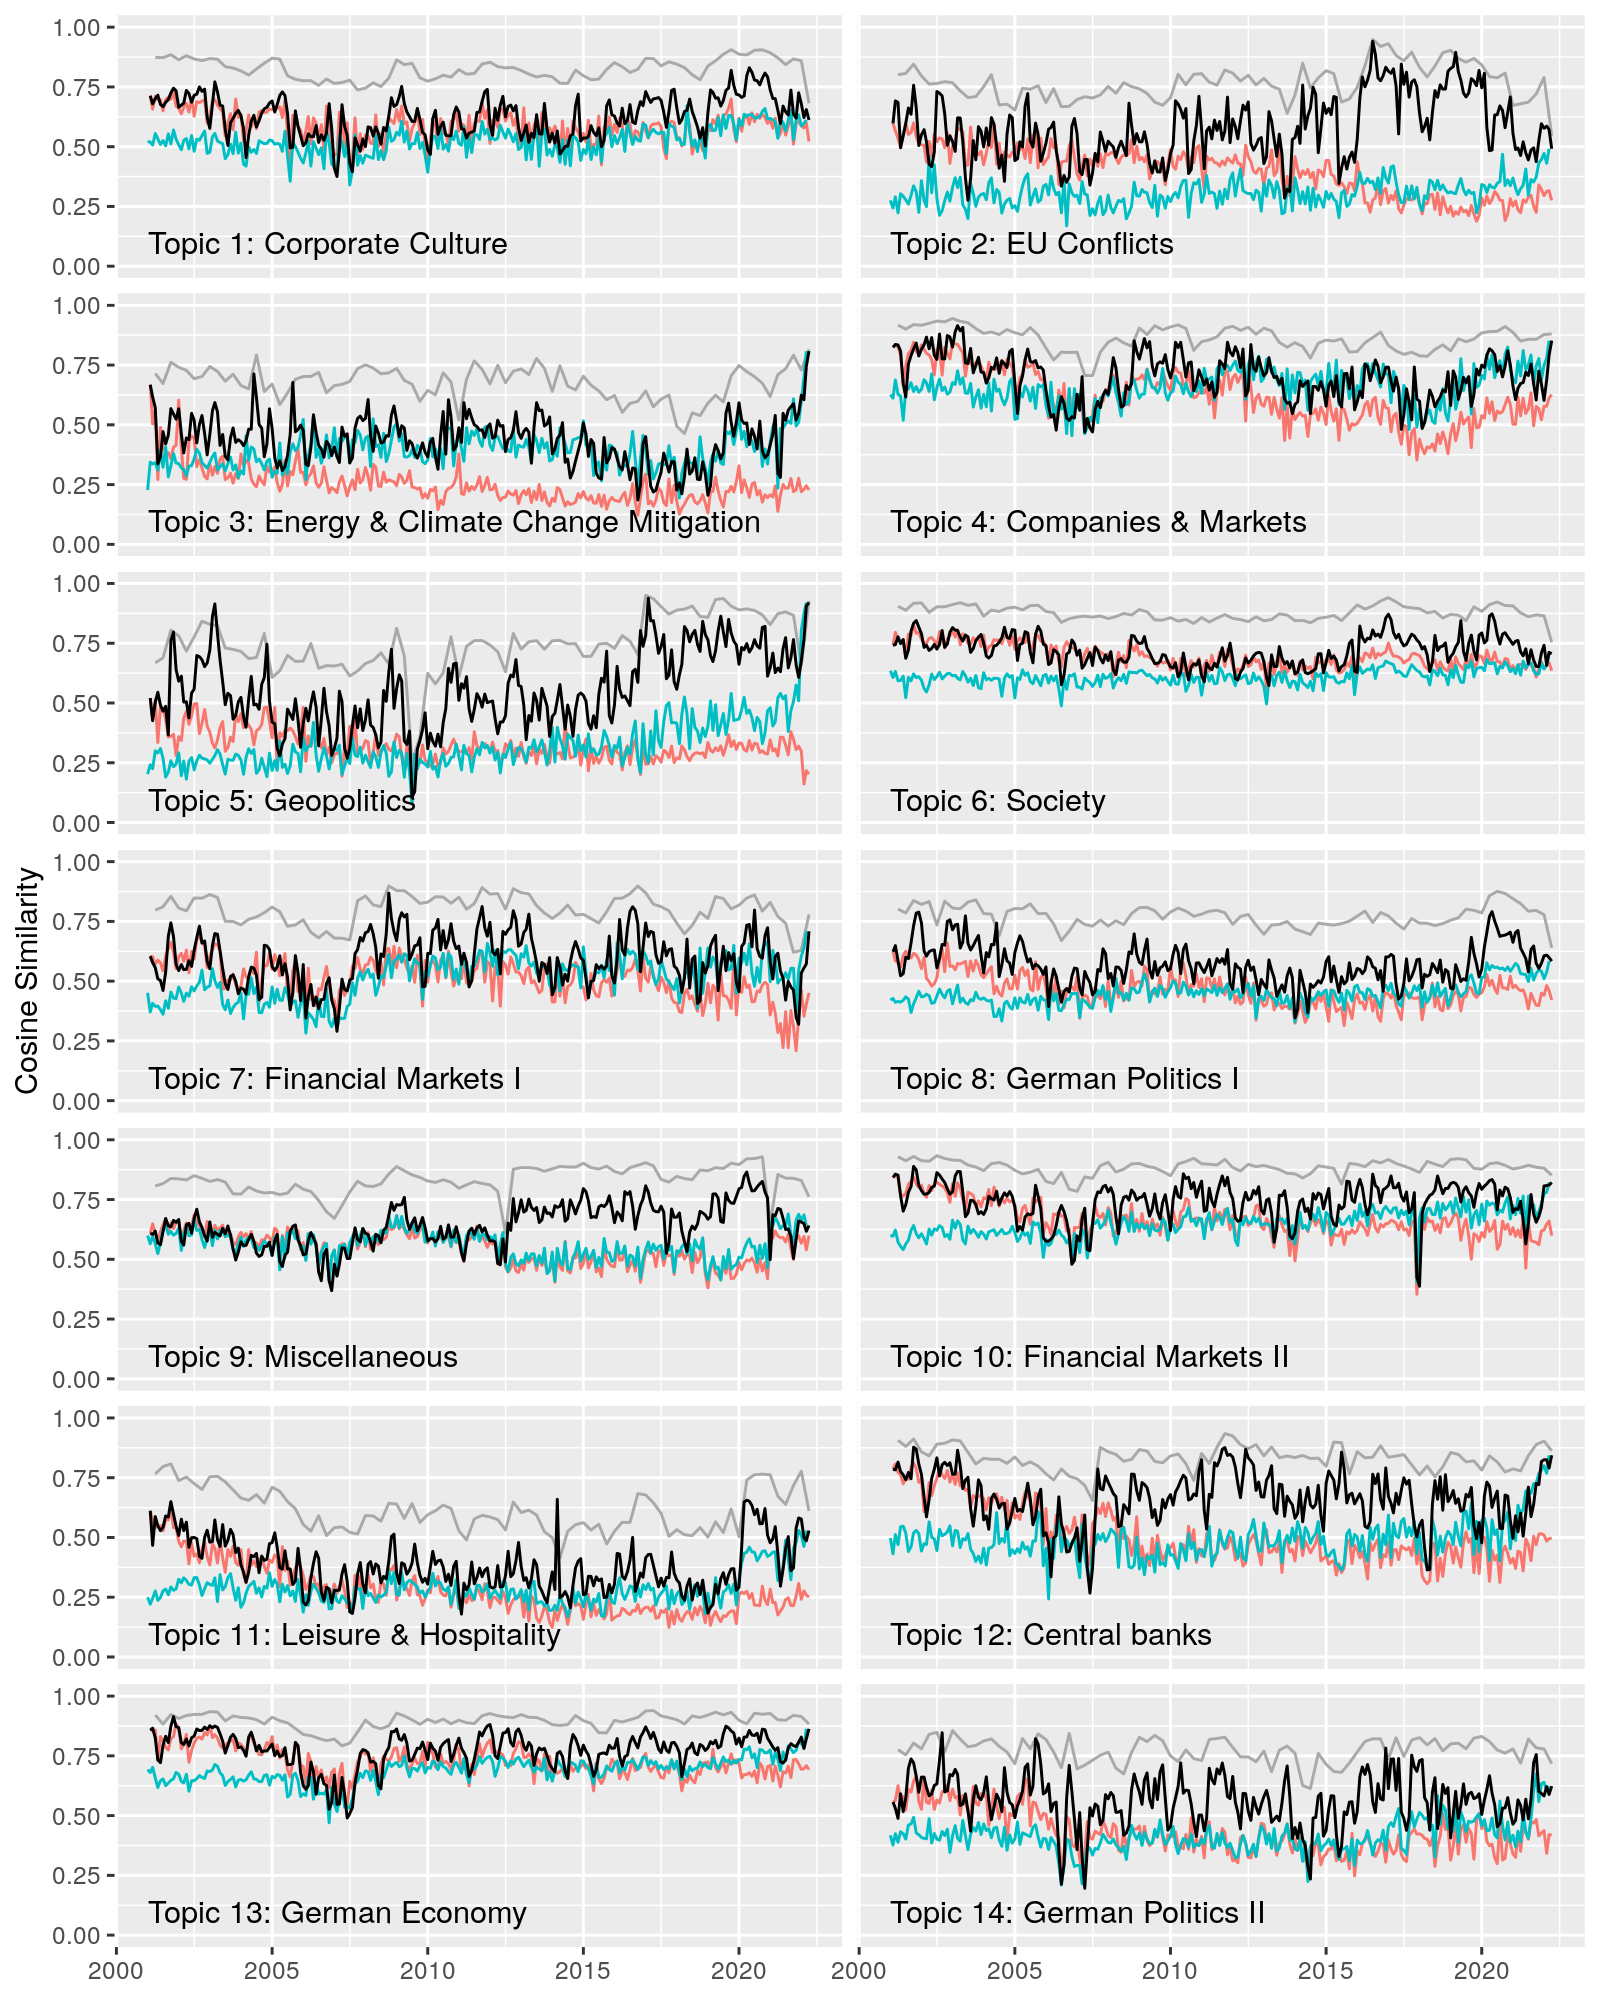 1.00
0.75
0.50
0.25
0.00
Topic 1: Corporate Culture
Topic 2: EU Conflicts
1.00
0.75
0.50
0.25
0.00
Topic 3: Energy & Climate Change Mitigation
Topic 4: Companies & Markets
1.00
0.75
0.50
0.25
0.00
Topic 5: Geopolitics
Topic 6: Society
Cosine Similarity
1.00
0.75
0.50
0.25
0.00
Topic 7: Financial Markets I
Topic 8: German Politics I
1.00
0.75
0.50
0.25
0.00
Topic 9: Miscellaneous
Topic 10: Financial Markets II
1.00
0.75
0.50
0.25
0.00
Topic 11: Leisure & Hospitality
Topic 12: Central banks
1.00
0.75
0.50
0.25
0.00
Topic 13: German Economy
Topic 14: German Politics II
2000 2005 2010 2015 2020 2000 2005 2010 2015 2020